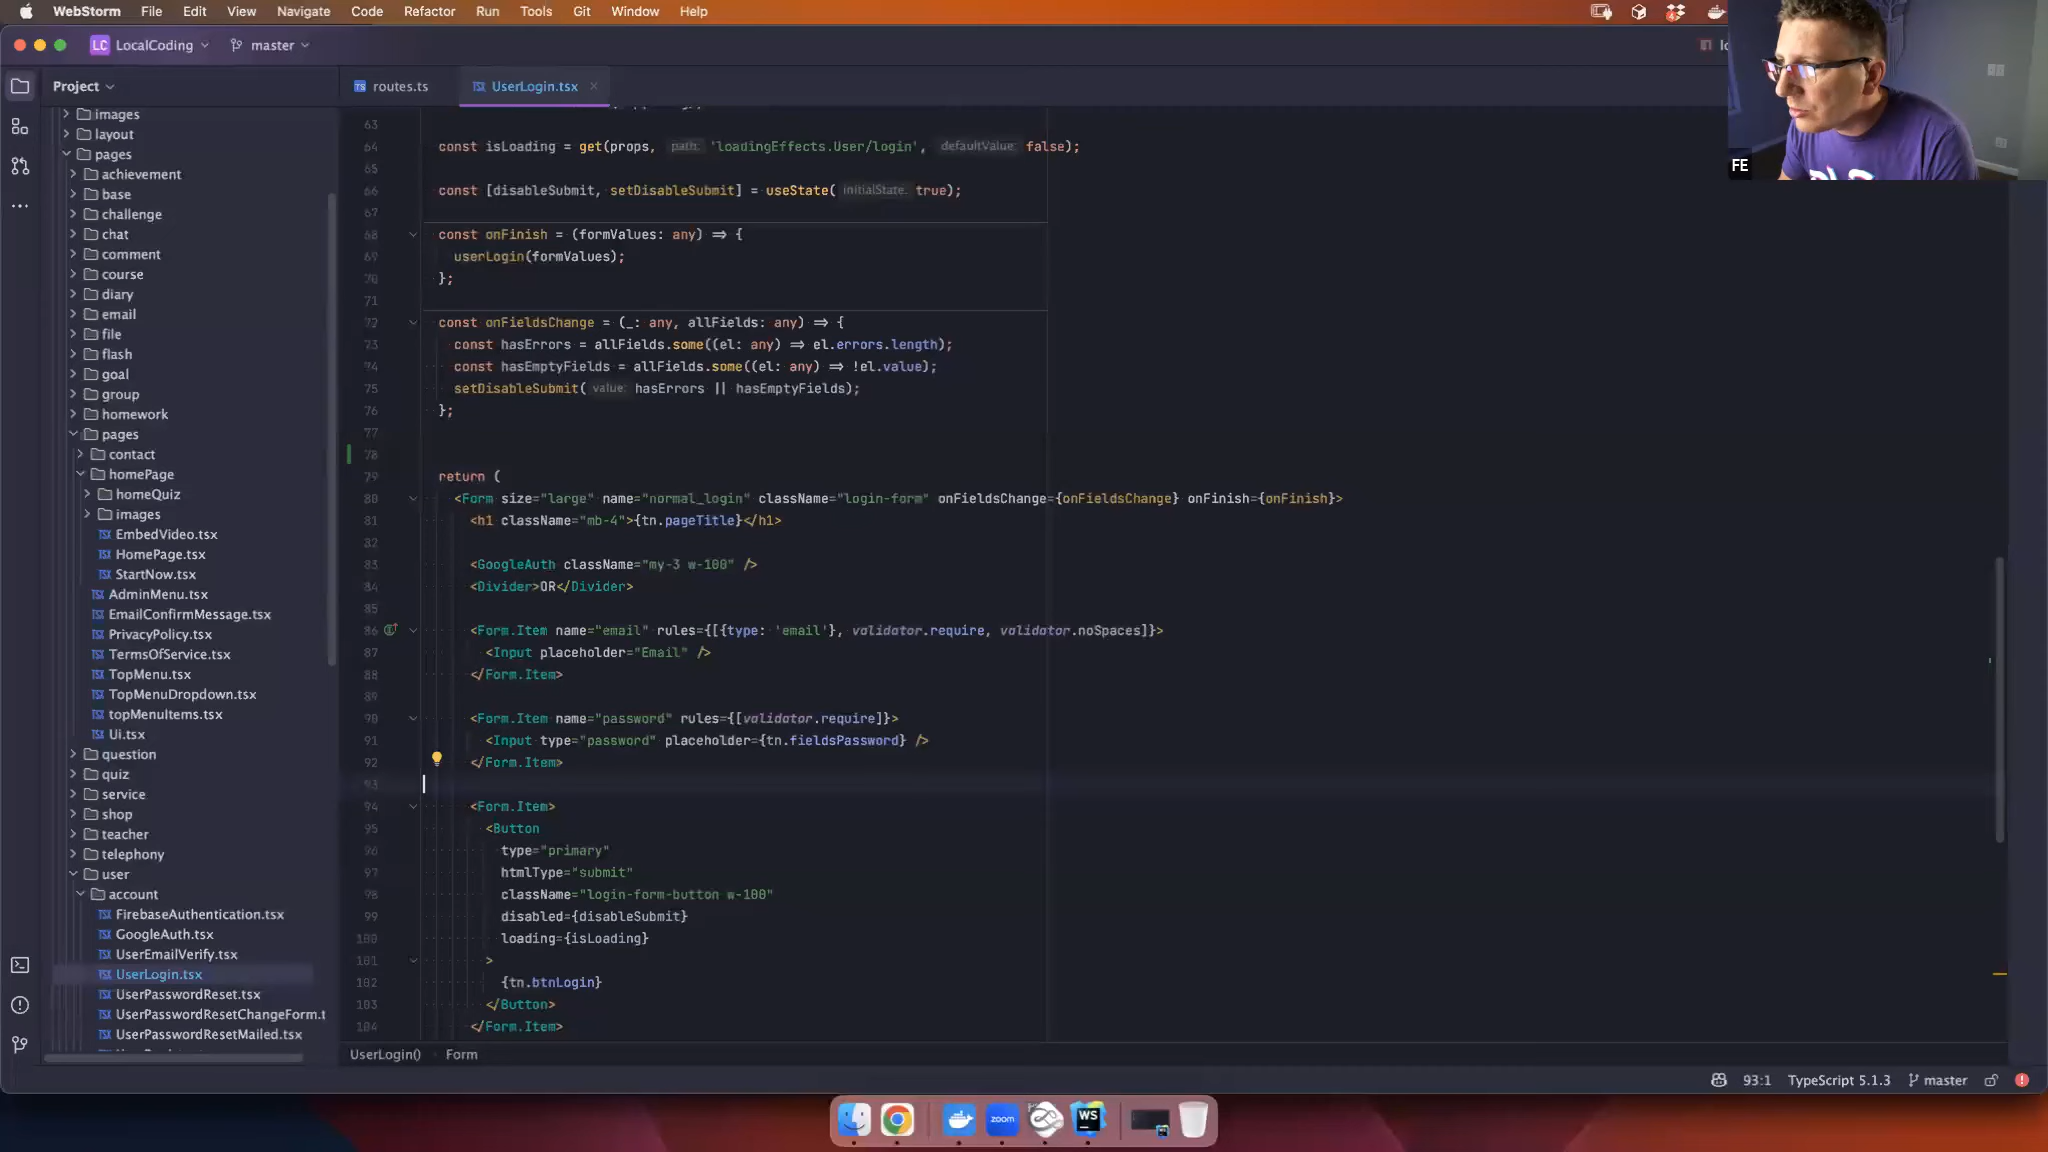 WebStorm File Edit View Navigate Code Refactor Run Tools Git Window Help
LC LocalCoding master
Project
routes.ts UserLogin.tsx
FE
images
layout
pages
achievement
base
challenge
chat
comment
course
diary
email
file
flash
goal
group
homework
pages
contact
homePage
homeQuiz
images
EmbedVideo.tsx
HomePage.tsx
StartNow.tsx
AdminMenu.tsx
EmailConfirmMessage.tsx
PrivacyPolicy.tsx
TermsOfService.tsx
TopMenu.tsx
TopMenuDropdown.tsx
topMenuItems.tsx
Ui.tsx
question
quiz
service
shop
teacher
telephony
user
account
FirebaseAuthentication.tsx
GoogleAuth.tsx
UserEmailVerify.tsx
UserLogin.tsx
UserPasswordReset.tsx
UserPasswordResetChangeForm.t
UserPasswordResetMailed.tsx
63
64 const isLoading = get(props, path: 'loadingEffects.User/login', defaultValue: false);
65
66 const [disableSubmit, setDisableSubmit] = useState( initialState: true);
67
68 const onFinish = (formValues: any) => {
69 userLogin(formValues);
70 };
71
72 const onFieldsChange = (_: any, allFields: any) => {
73 const hasErrors = allFields.some((el: any) => el.errors.length);
74 const hasEmptyFields = allFields.some((el: any) => !el.value);
75 setDisableSubmit( value: hasErrors || hasEmptyFields);
76 };
77
78
79 return (
80 <Form size="large" name="normal_login" className="login-form" onFieldsChange={onFieldsChange} onFinish={onFinish}>
81 <h1 className="mb-4">{tn.pageTitle}</h1>
82
83 <GoogleAuth className="my-3 w-100" />
84 <Divider>OR</Divider>
85
86 <Form.Item name="email" rules={[{type: 'email'}, validator.require, validator.noSpaces]}>
87 <Input placeholder="Email" />
88 </Form.Item>
89
90 <Form.Item name="password" rules={[validator.require]}>
91 <Input type="password" placeholder={tn.fieldsPassword} />
92 </Form.Item>
93
94 <Form.Item>
95 <Button
96 type="primary"
97 htmlType="submit"
98 className="login-form-button w-100"
99 disabled={disableSubmit}
100 loading={isLoading}
101 >
102 {tn.btnLogin}
103 </Button>
104 </Form.Item>
UserLogin() Form
93:1 TypeScript 5.1.3 master
zoom WS